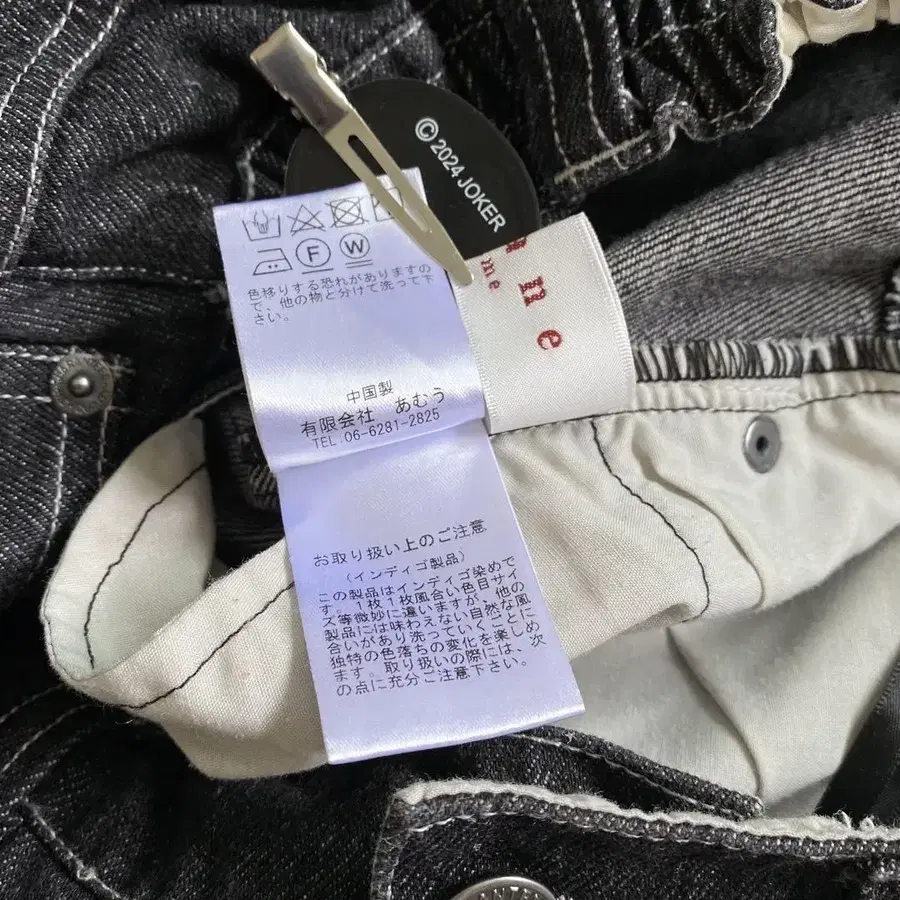 © 2024 JOKER
ne
me
F W
色移りする恐れがありますの
で、他の物と分けて洗って下
さい。
中国製
有限会社 あむう
TEL.06-6281-2825
お取り扱い上のご注意
(インディゴ製品)
この製品はインディゴ染めで
す。1枚1枚風合い色目サイ
ズ等微妙に違いますが、他の
製品には味わえない自然な風
合いがあり洗っていくごとに
独特の色落ちの変化を楽しめ
ます。取り扱いの際には、次
の点に充分ご注意下さい。